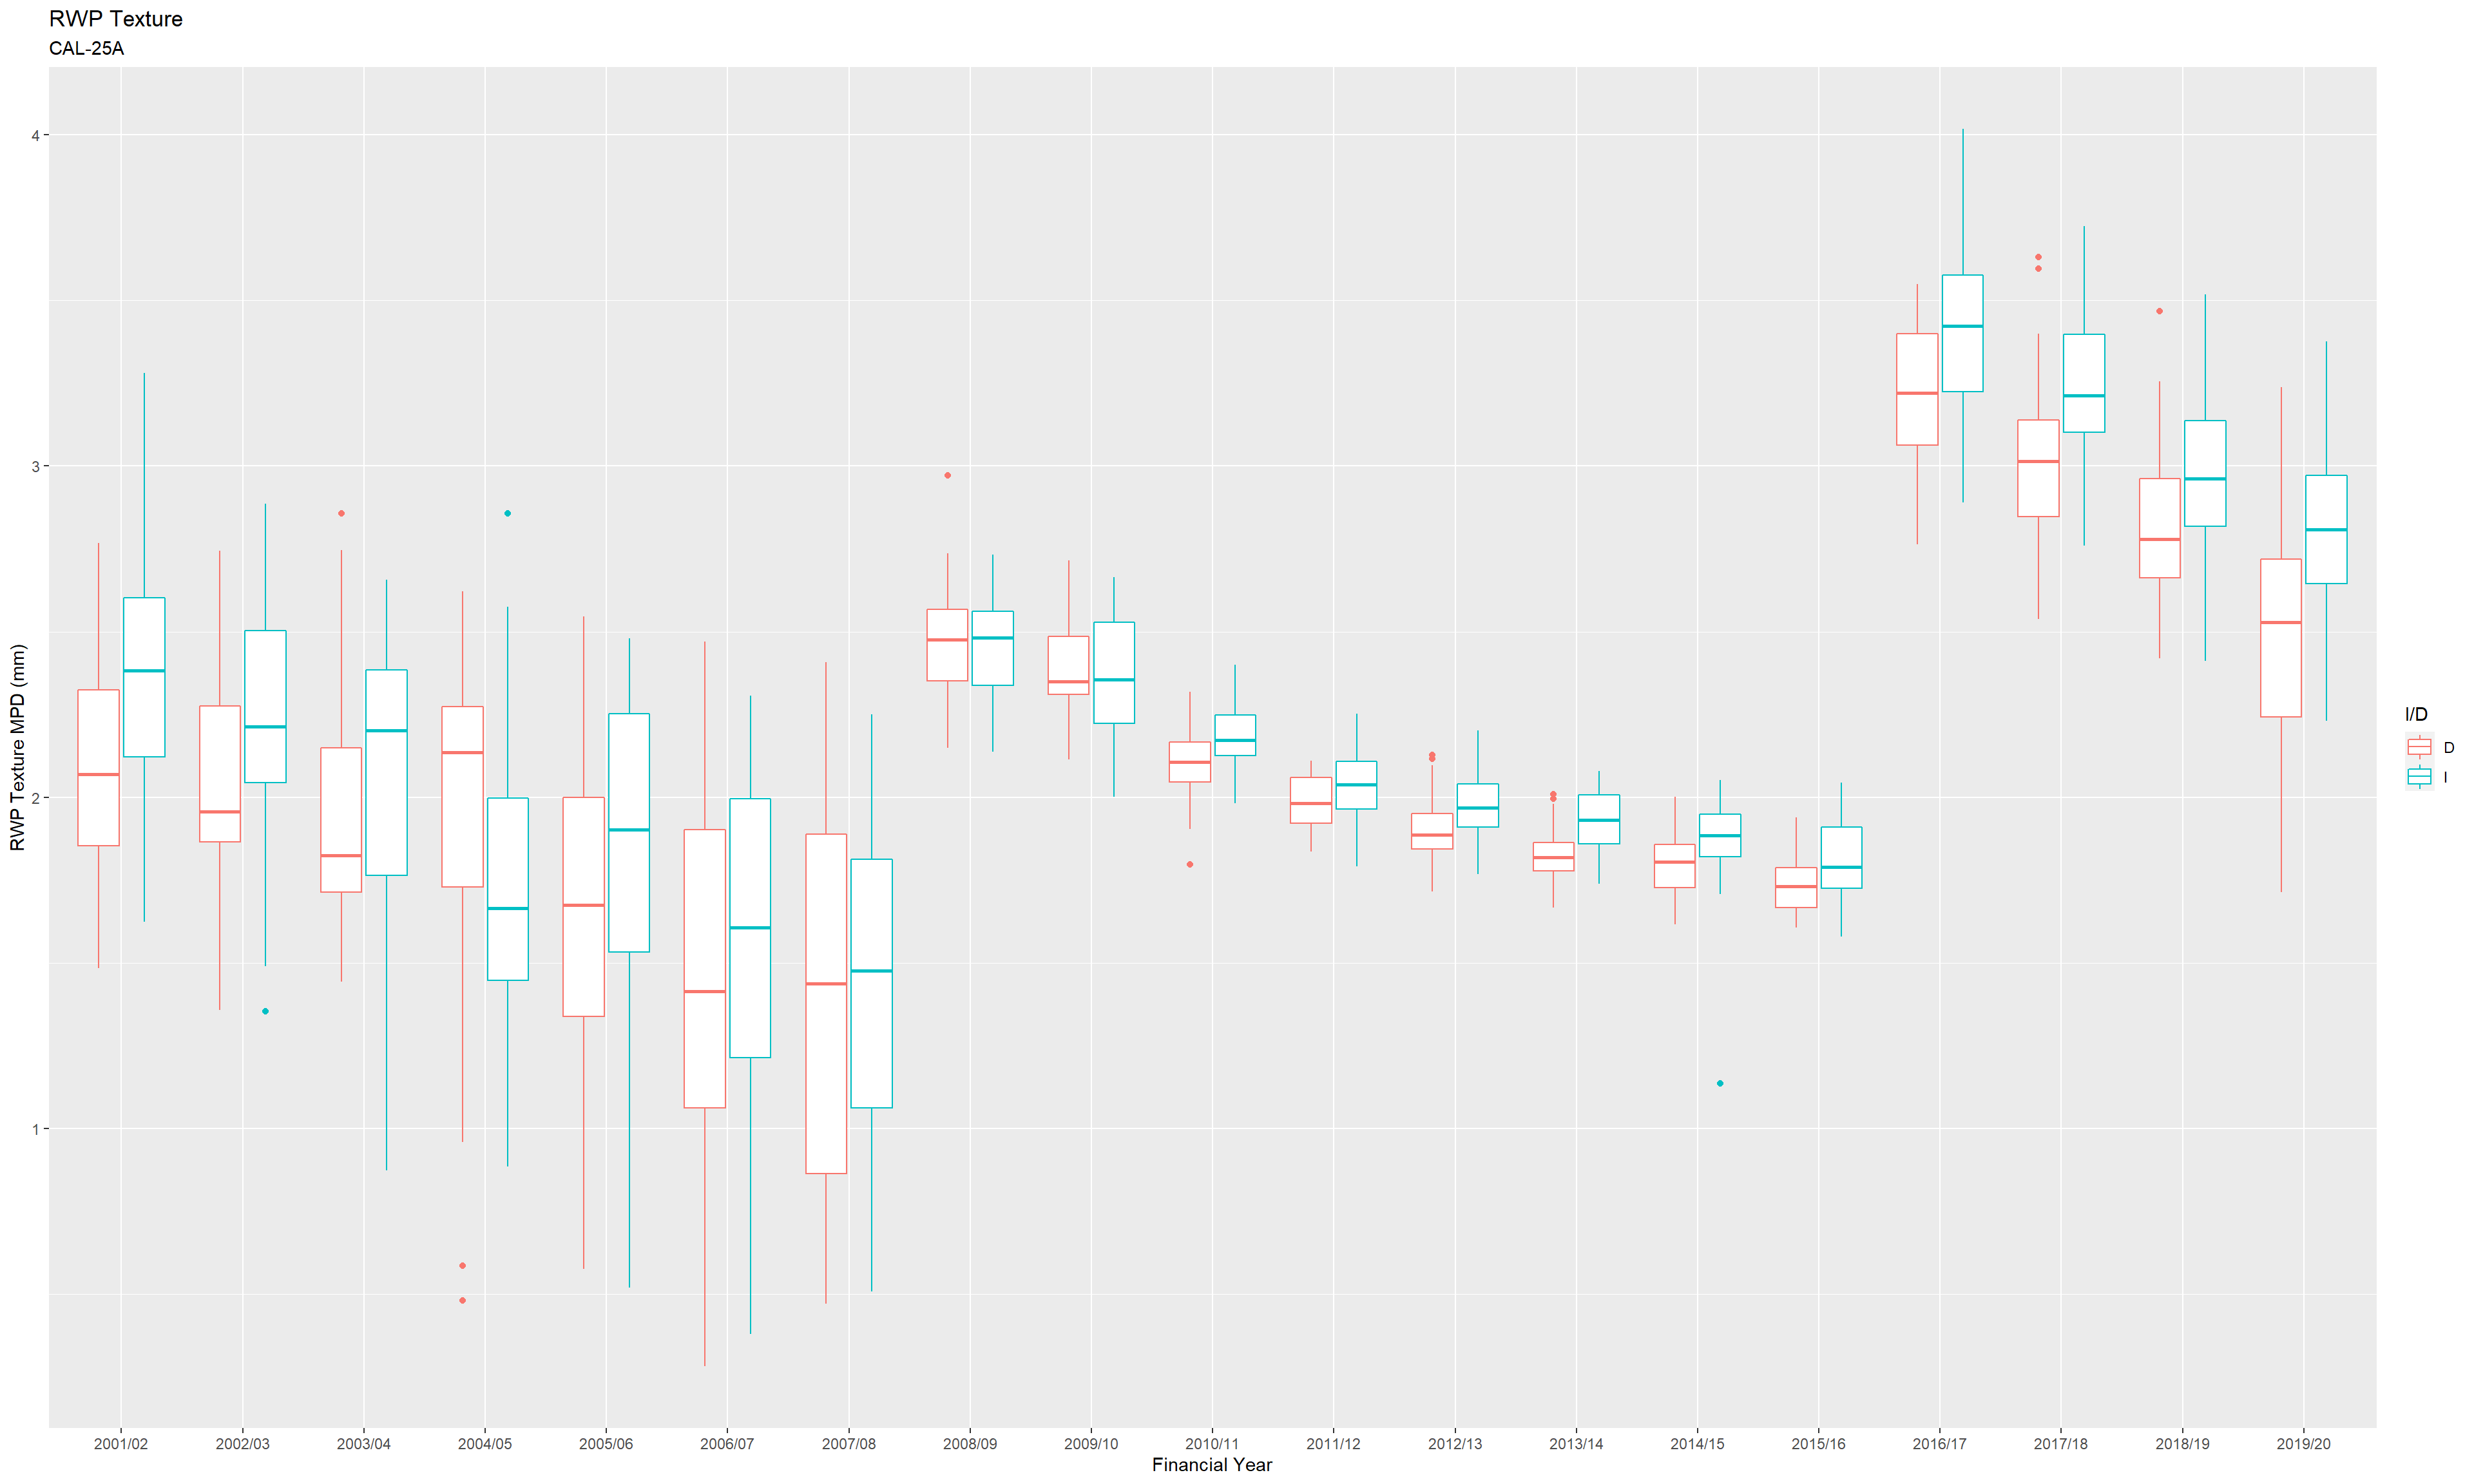 RWP Texture
CAL-25A
RWP Texture MPD (mm)
4
3
2
1
2001/02 2002/03 2003/04 2004/05 2005/06 2006/07 2007/08 2008/09 2009/10 2010/11 2011/12 2012/13 2013/14 2014/15 2015/16 2016/17 2017/18 2018/19 2019/20
Financial Year
I/D
D
I